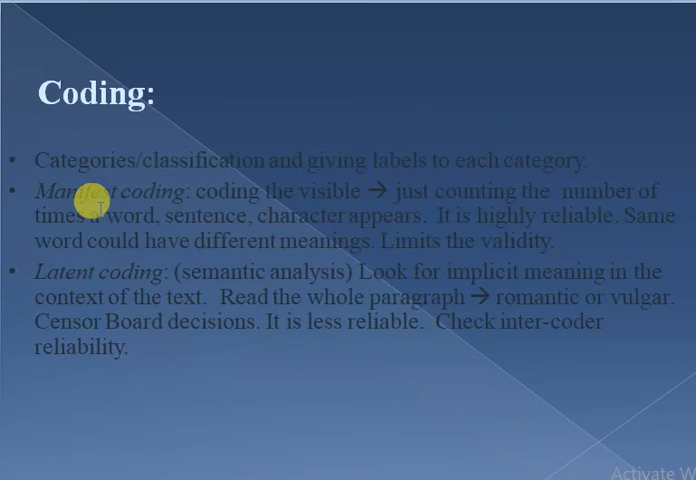 Coding:
• Categories/classification and giving labels to each category.
• Manifest coding: coding the visible → just counting the number of
times a word, sentence, character appears. It is highly reliable. Same
word could have different meanings. Limits the validity.
• Latent coding: (semantic analysis) Look for implicit meaning in the
context of the text. Read the whole paragraph → romantic or vulgar.
Censor Board decisions. It is less reliable. Check inter-coder
reliability.
Activate W